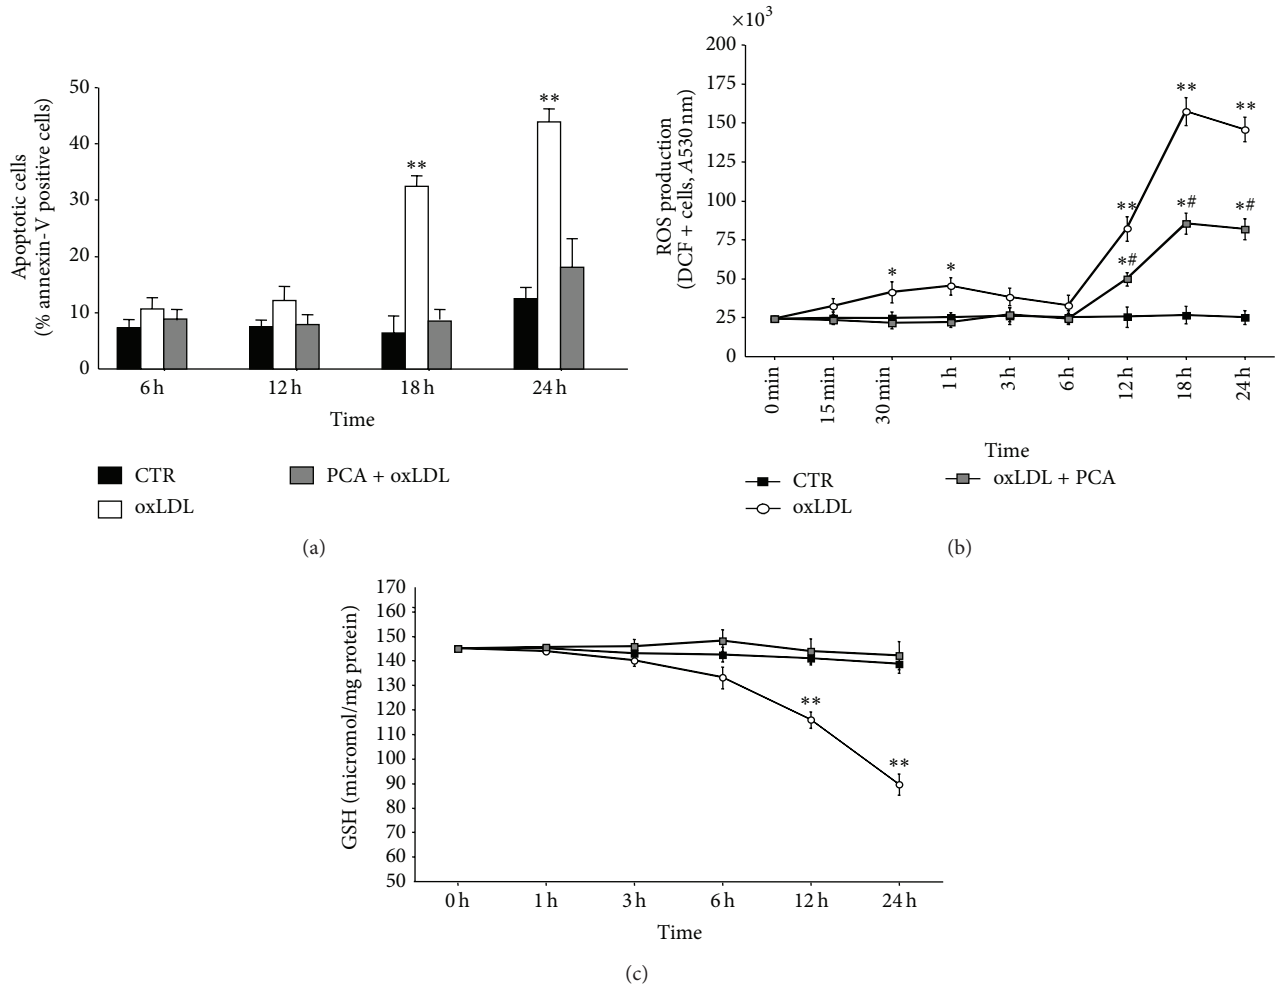 Apoptotic cells
(% annexin-V positive cells)
50
40
30
20
10
0
**
**
6 h
12 h
18 h
24 h
Time
CTR
oxLDL
PCA + oxLDL
(a)
×10³
ROS production
(DCF + cells, A530 nm)
200
175
150
125
100
75
50
25
0
*
*
**
**
**
*#
*#
*#
0 min
15 min
30 min
1 h
3 h
6 h
12 h
18 h
24 h
Time
CTR
oxLDL
oxLDL + PCA
(b)
GSH (micromol/mg protein)
170
160
150
140
130
120
110
100
90
80
70
60
50
**
**
0 h
1 h
3 h
6 h
12 h
24 h
Time
(c)